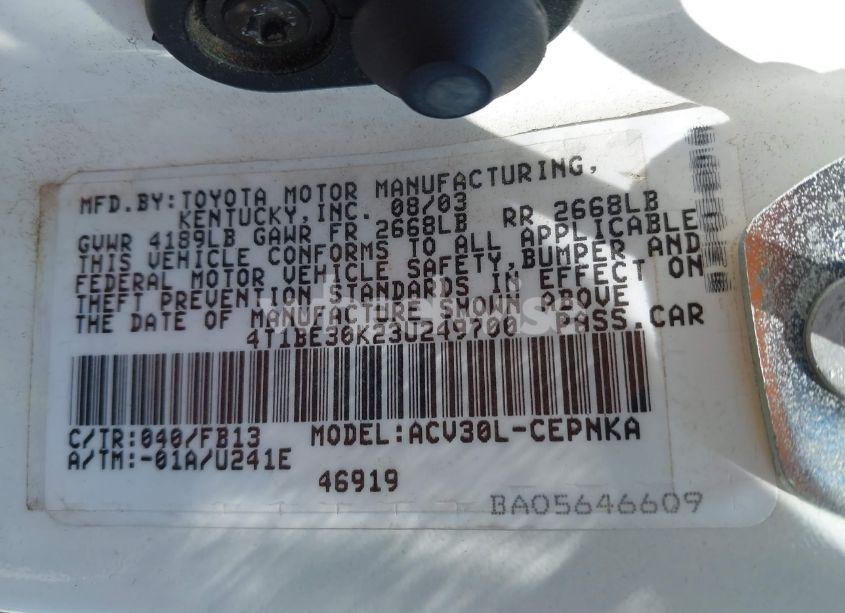 MFD.BY:TOYOTA MOTOR MANUFACTURING,
KENTUCKY,INC. 08/03
GVWR 4189LB GAWR FR 2668LB RR 2668LB
THIS VEHICLE CONFORMS TO ALL APPLICABLE
FEDERAL MOTOR VEHICLE SAFETY,BUMPER AND
THEFT PREVENTION STANDARDS IN EFFECT ON
THE DATE OF MANUFACTURE SHOWN ABOVE
4T1BE30K23U249700 PASS.CAR
C/TR:040/FB13 MODEL:ACV30L-CEPNKA
A/TM:-01A/U241E
46919
BA05646609